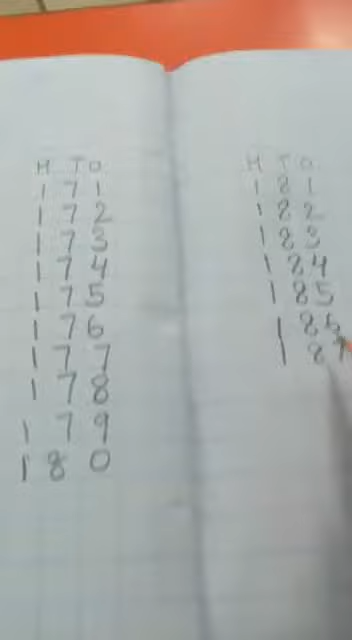 H T O
1 7 1
1 7 2
1 7 3
1 7 4
1 7 5
1 7 6
1 7 7
1 7 8
1 7 9
1 8 0
H T O
1 8 1
1 8 2
1 8 3
1 8 4
1 8 5
1 8 6
1 8 7